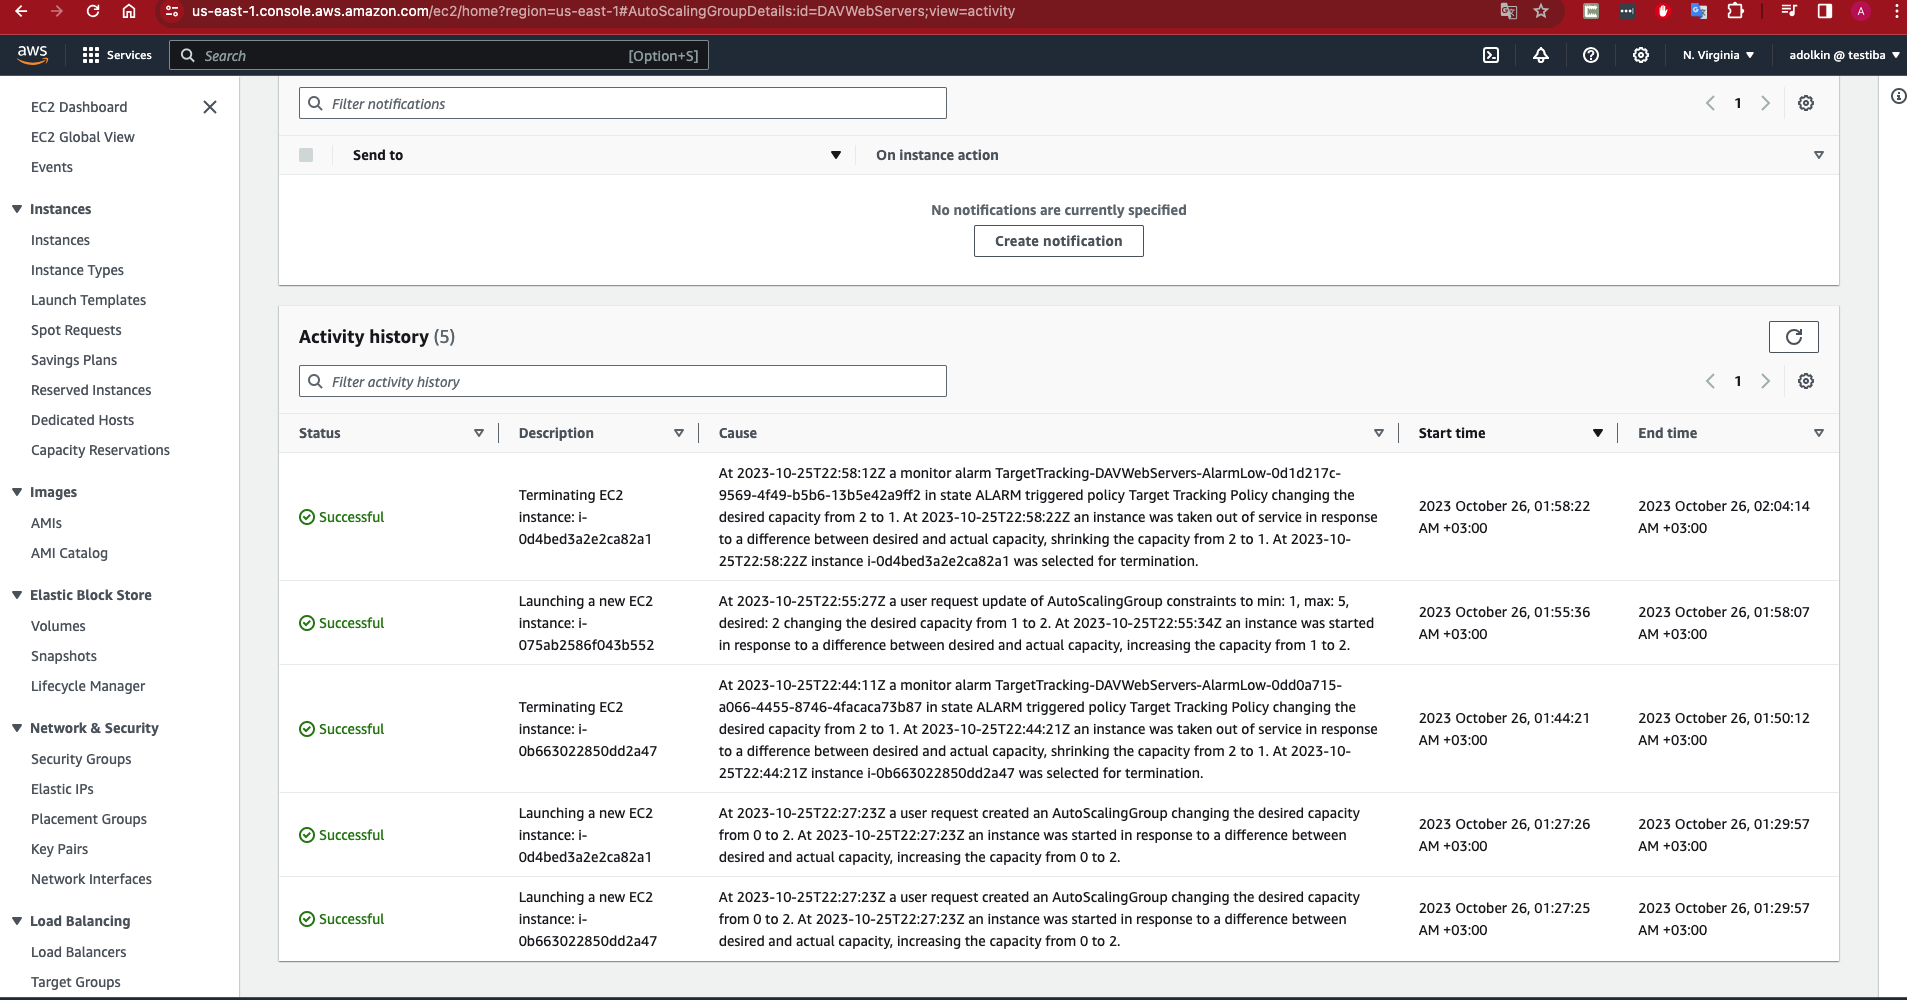 us-east-1.console.aws.amazon.com/ec2/home?region=us-east-1#AutoScalingGroupDetails:id=DAVWebServers;view=activity
A
aws
Services
Search
[Option+S]
N. Virginia
adolkin @ testiba
EC2 Dashboard
EC2 Global View
Events
Instances
Instances
Instance Types
Launch Templates
Spot Requests
Savings Plans
Reserved Instances
Dedicated Hosts
Capacity Reservations
Images
AMIs
AMI Catalog
Elastic Block Store
Volumes
Snapshots
Lifecycle Manager
Network & Security
Security Groups
Elastic IPs
Placement Groups
Key Pairs
Network Interfaces
Load Balancing
Load Balancers
Target Groups
Filter notifications
1
Send to
On instance action
No notifications are currently specified
Create notification
Activity history (5)
Filter activity history
1
Status
Description
Cause
Start time
End time
Successful
Terminating EC2
instance: i-
0d4bed3a2e2ca82a1
At 2023-10-25T22:58:12Z a monitor alarm TargetTracking-DAVWebServers-AlarmLow-0d1d217c-
9569-4f49-b5b6-13b5e42a9ff2 in state ALARM triggered policy Target Tracking Policy changing the
desired capacity from 2 to 1. At 2023-10-25T22:58:22Z an instance was taken out of service in response
to a difference between desired and actual capacity, shrinking the capacity from 2 to 1. At 2023-10-
25T22:58:22Z instance i-0d4bed3a2e2ca82a1 was selected for termination.
2023 October 26, 01:58:22
AM +03:00
2023 October 26, 02:04:14
AM +03:00
Successful
Launching a new EC2
instance: i-
075ab2586f043b552
At 2023-10-25T22:55:27Z a user request update of AutoScalingGroup constraints to min: 1, max: 5,
desired: 2 changing the desired capacity from 1 to 2. At 2023-10-25T22:55:34Z an instance was started
in response to a difference between desired and actual capacity, increasing the capacity from 1 to 2.
2023 October 26, 01:55:36
AM +03:00
2023 October 26, 01:58:07
AM +03:00
Successful
Terminating EC2
instance: i-
0b663022850dd2a47
At 2023-10-25T22:44:11Z a monitor alarm TargetTracking-DAVWebServers-AlarmLow-0dd0a715-
a066-4455-8746-4facaca73b87 in state ALARM triggered policy Target Tracking Policy changing the
desired capacity from 2 to 1. At 2023-10-25T22:44:21Z an instance was taken out of service in response
to a difference between desired and actual capacity, shrinking the capacity from 2 to 1. At 2023-10-
25T22:44:21Z instance i-0b663022850dd2a47 was selected for termination.
2023 October 26, 01:44:21
AM +03:00
2023 October 26, 01:50:12
AM +03:00
Successful
Launching a new EC2
instance: i-
0d4bed3a2e2ca82a1
At 2023-10-25T22:27:23Z a user request created an AutoScalingGroup changing the desired capacity
from 0 to 2. At 2023-10-25T22:27:23Z an instance was started in response to a difference between
desired and actual capacity, increasing the capacity from 0 to 2.
2023 October 26, 01:27:26
AM +03:00
2023 October 26, 01:29:57
AM +03:00
Successful
Launching a new EC2
instance: i-
0b663022850dd2a47
At 2023-10-25T22:27:23Z a user request created an AutoScalingGroup changing the desired capacity
from 0 to 2. At 2023-10-25T22:27:23Z an instance was started in response to a difference between
desired and actual capacity, increasing the capacity from 0 to 2.
2023 October 26, 01:27:25
AM +03:00
2023 October 26, 01:29:57
AM +03:00